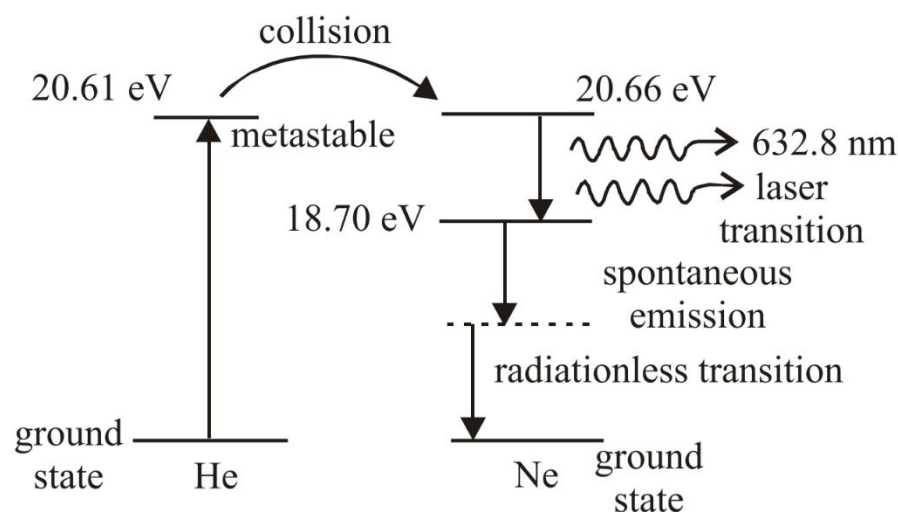 collision
20.61 eV
20.66 eV
metastable
632.8 nm
laser
transition
18.70 eV
spontaneous
emission
radiationless transition
ground
state
He
Ne
ground
state